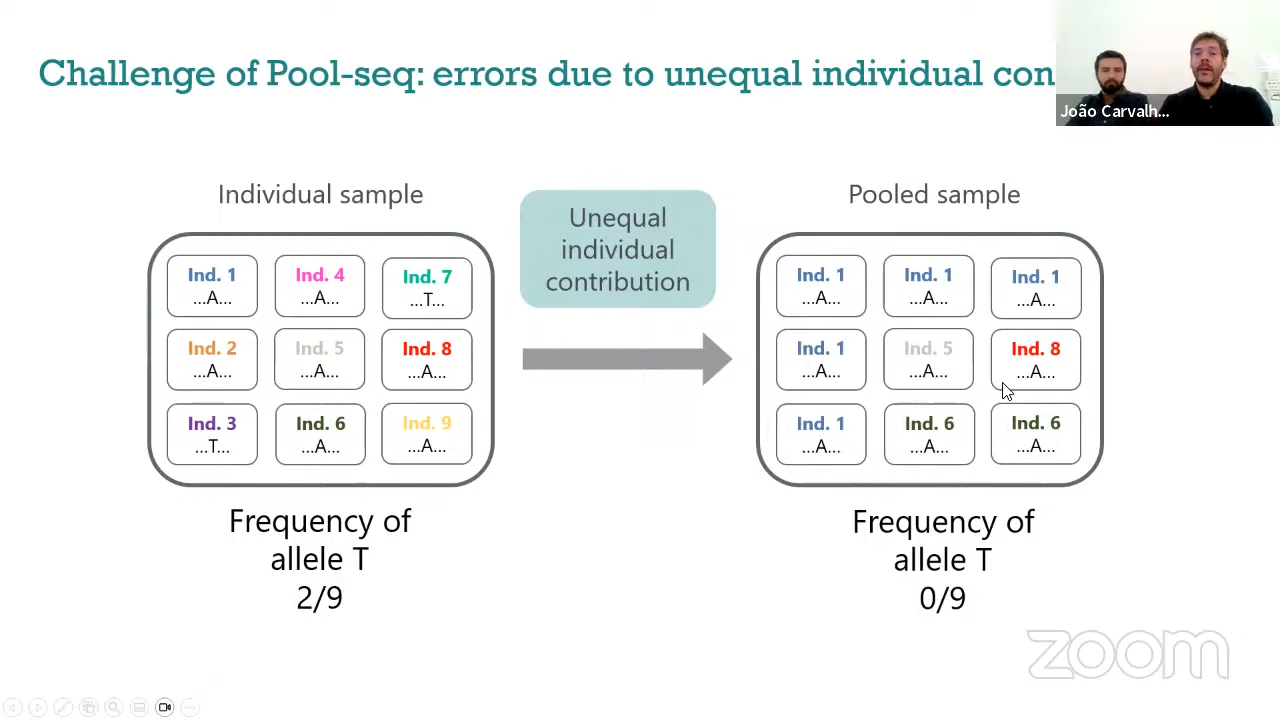 Challenge of Pool-seq: errors due to unequal individual con
João Carvalh...
Individual sample
Ind. 1
...A...
Ind. 4
...A...
Ind. 7
...T...
Ind. 2
...A...
Ind. 5
...A...
Ind. 8
...A...
Ind. 3
...T...
Ind. 6
...A...
Ind. 9
...A...
Frequency of
allele T
2/9
Unequal
individual
contribution
Pooled sample
Ind. 1
...A...
Ind. 1
...A...
Ind. 1
...A...
Ind. 1
...A...
Ind. 5
...A...
Ind. 8
...A...
Ind. 1
...A...
Ind. 6
...A...
Ind. 6
...A...
Frequency of
allele T
0/9
zoom